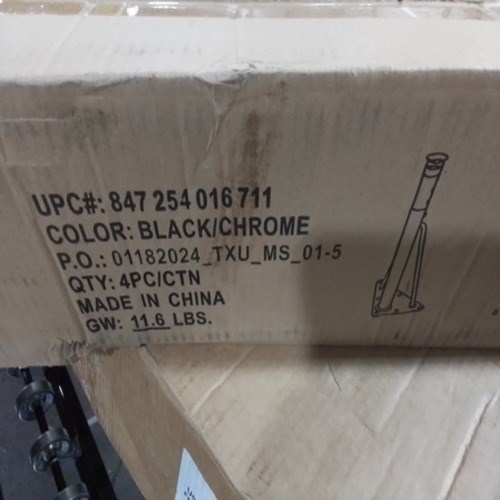 UPC#: 847 254 016 711
COLOR: BLACK/CHROME
P.O.: 01182024_TXU_MS_01-5
QTY: 4PC/CTN
MADE IN CHINA
GW: 11.6 LBS.